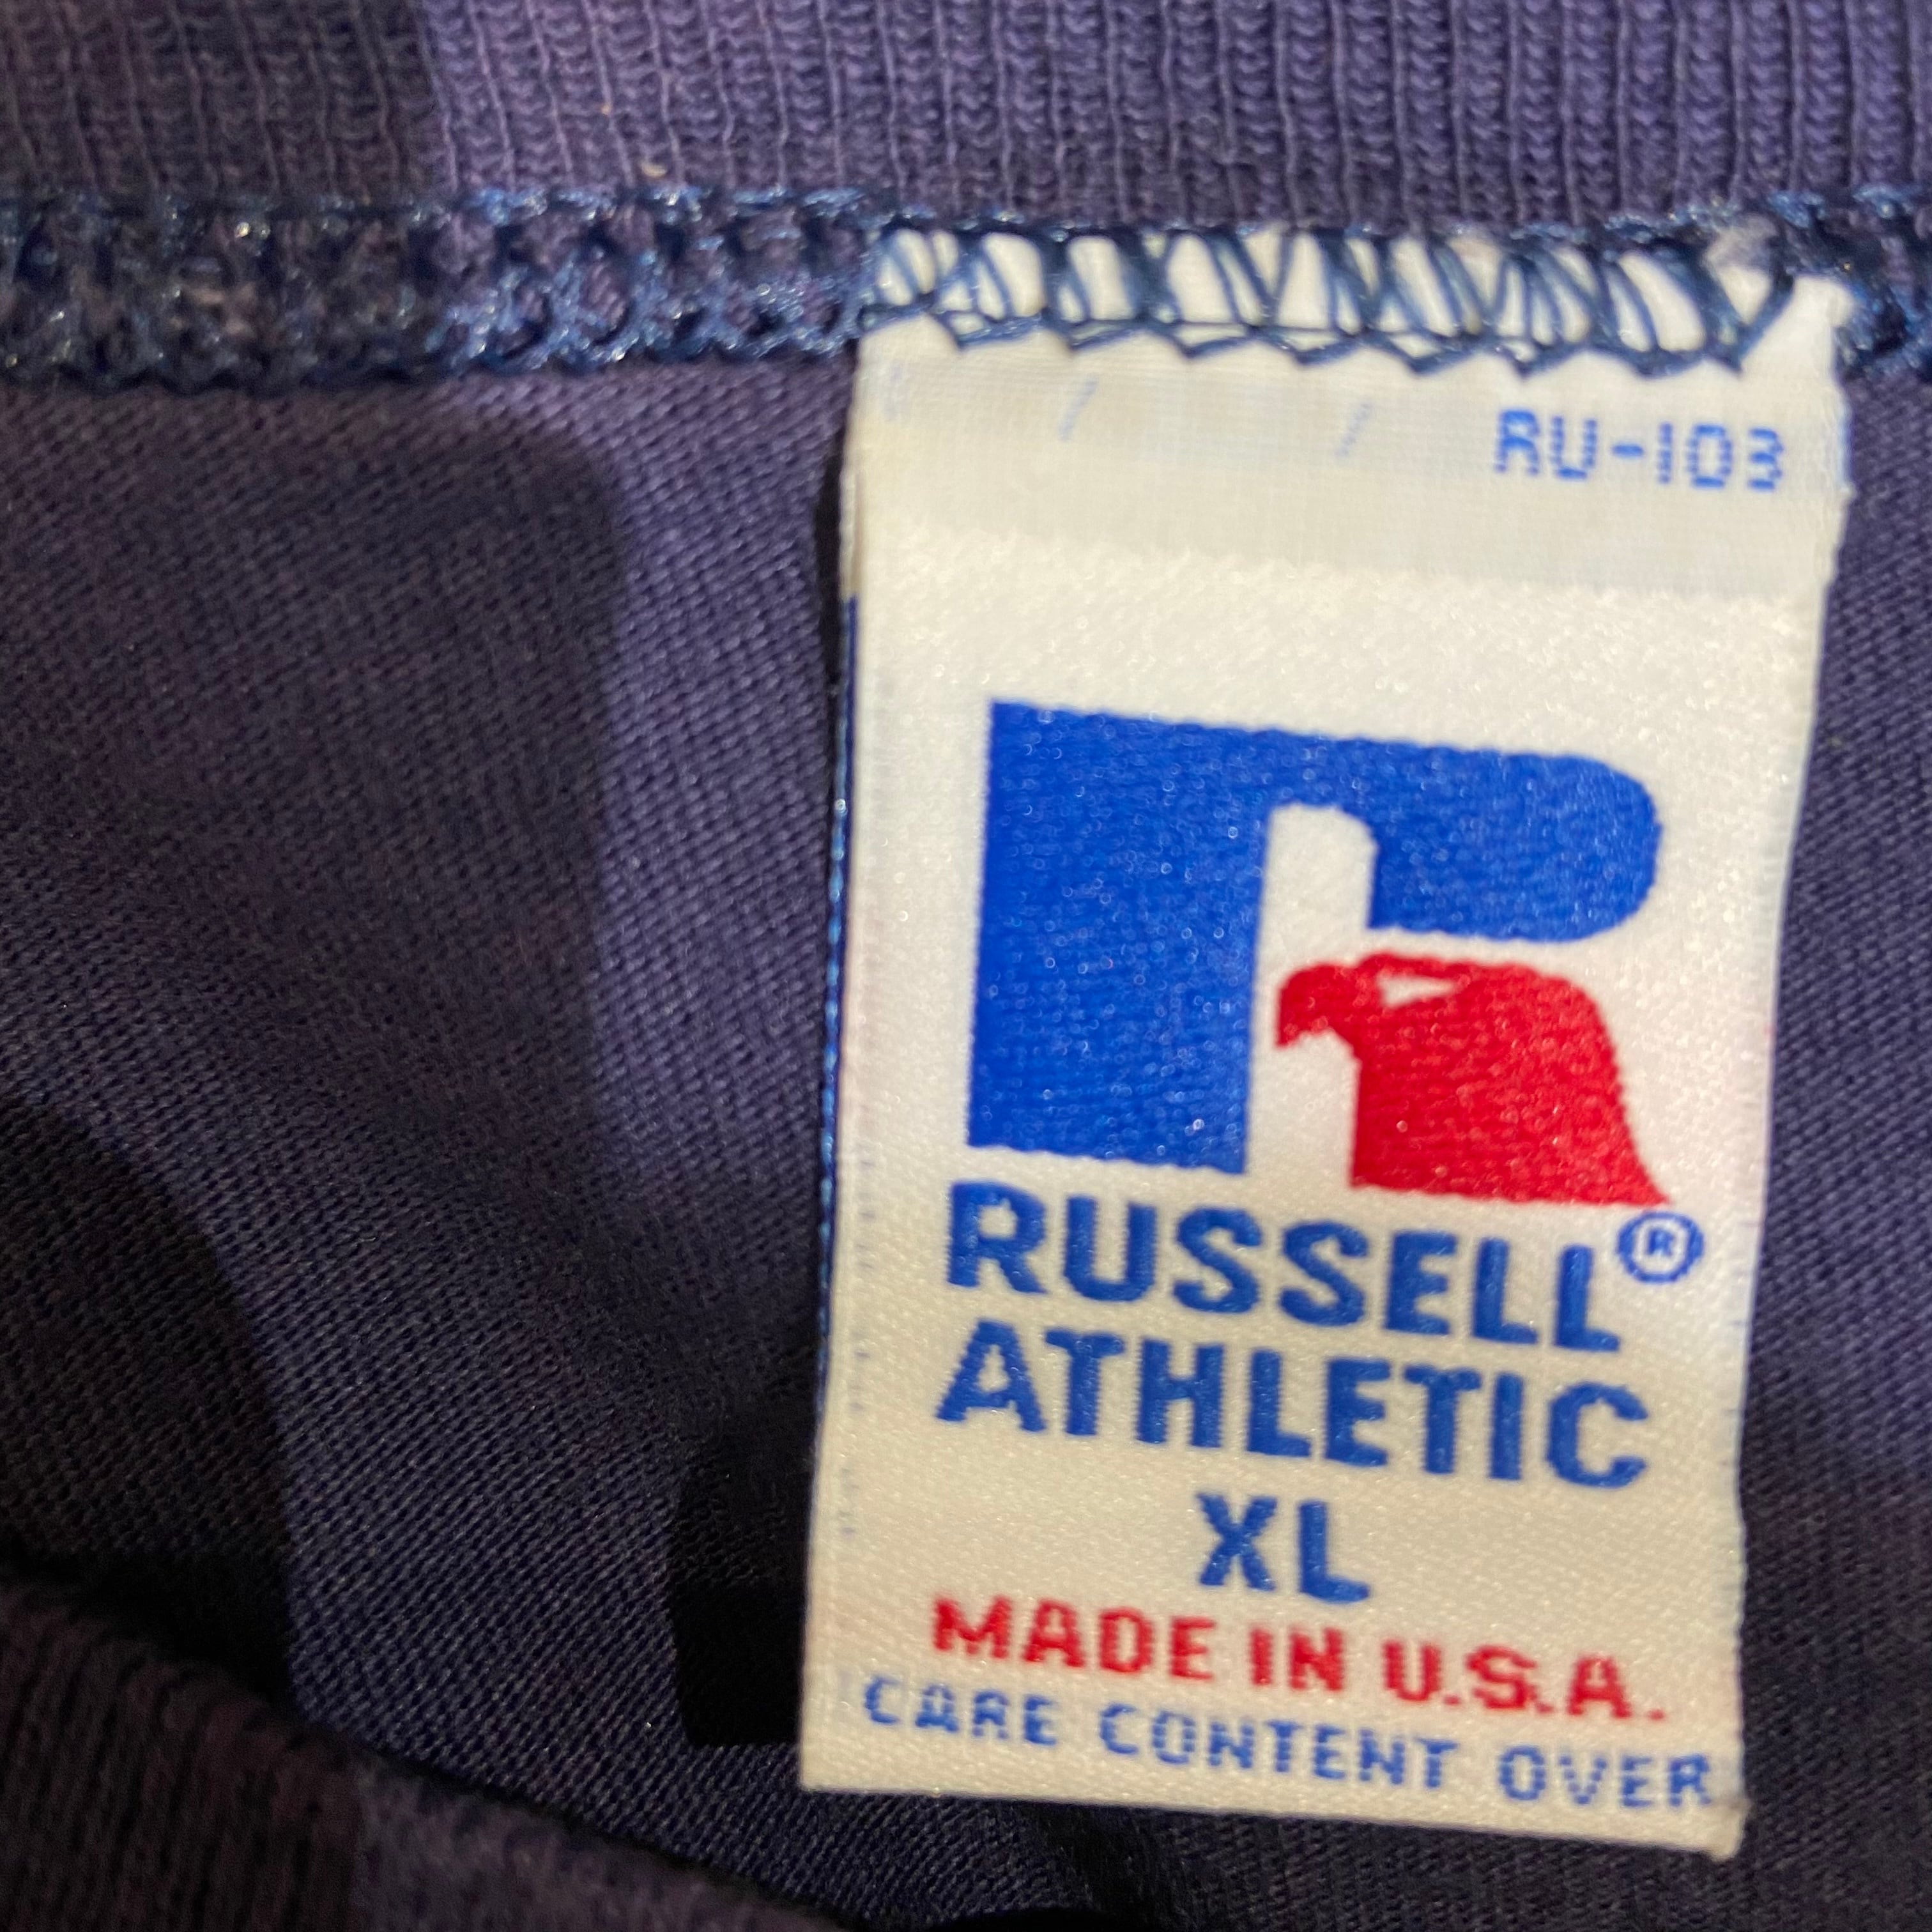 RU-103
RUSSELL®
ATHLETIC
XL
MADE IN U.S.A.
CARE CONTENT OVER